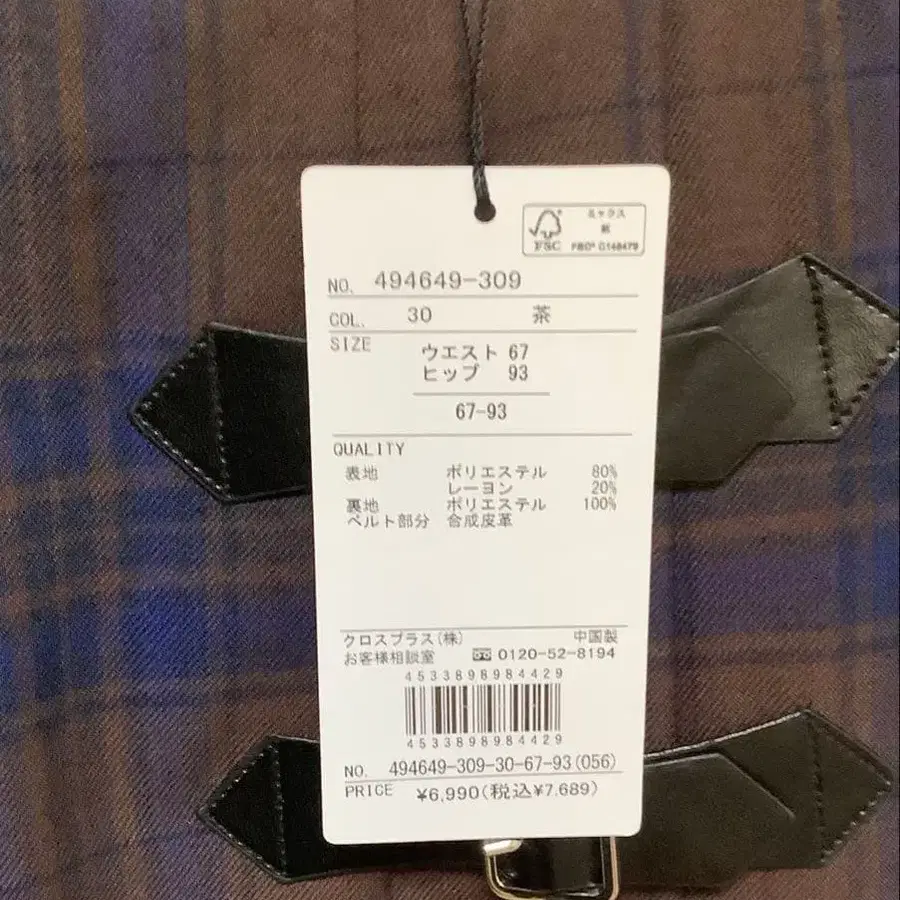 ミックス
紙
FSC
FSC® G148479
NO. 494649-309
COL. 30 茶
SIZE ウエスト 67
ヒップ 93
67-93
QUALITY
表地 ポリエステル 80%
レーヨン 20%
裏地 ポリエステル 100%
ベルト部分 合成皮革
クロスプラス(株) 中国製
お客様相談室 0120-52-8194
4533898984429
4533898984429
NO. 494649-309-30-67-93(056)
PRICE ¥6,990(税込¥7,689)